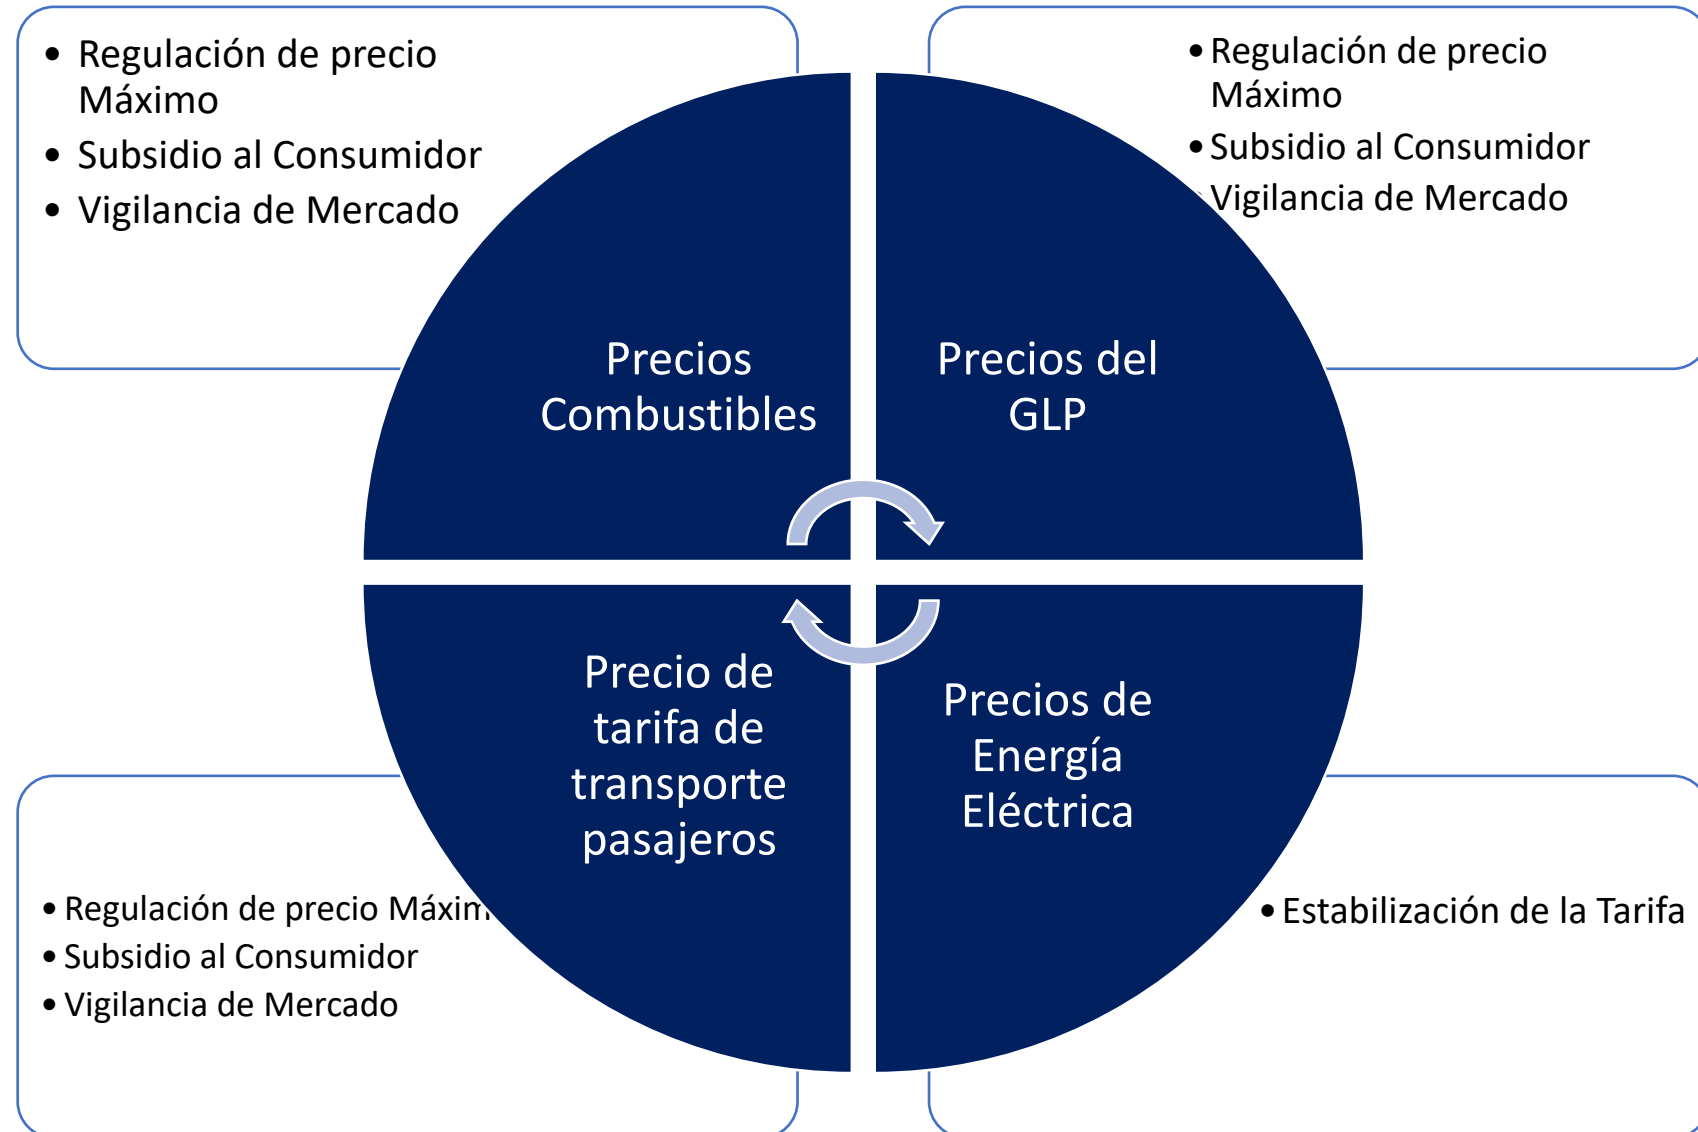 • Regulación de precio
Máximo
• Subsidio al Consumidor
• Vigilancia de Mercado
• Regulación de precio
Máximo
• Subsidio al Consumidor
Vigilancia de Mercado
Precios
Combustibles
Precios del
GLP
Precio de
tarifa de
transporte
pasajeros
Precios de
Energía
Eléctrica
• Regulación de precio Máxim
• Subsidio al Consumidor
• Vigilancia de Mercado
• Estabilización de la Tarifa